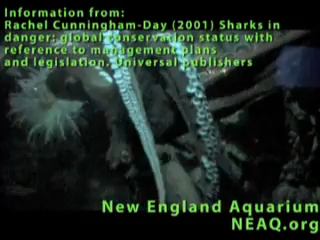 Information from:
Rachel Cunningham-Day (2001) Sharks in
danger: global conservation status with
reference to management plans
and legislation. Universal publishers
New England Aquarium
NEAQ.org